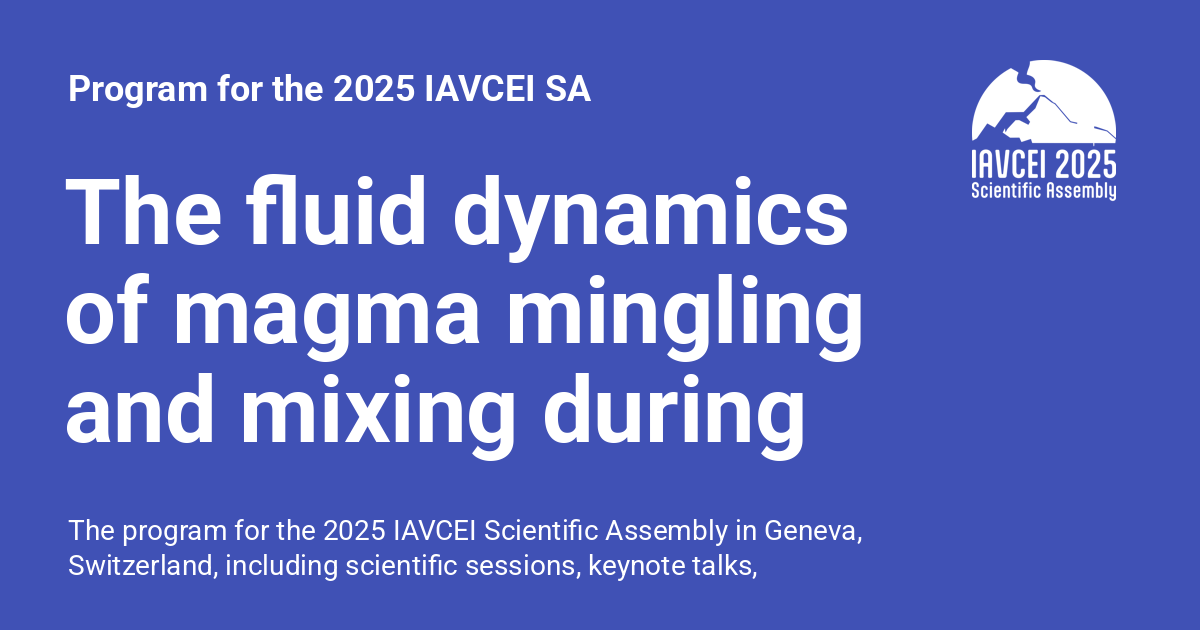 Program for the 2025 IAVCEI SA
IAVCEI 2025
Scientific Assembly
The fluid dynamics
of magma mingling
and mixing during
The program for the 2025 IAVCEI Scientific Assembly in Geneva,
Switzerland, including scientific sessions, keynote talks,